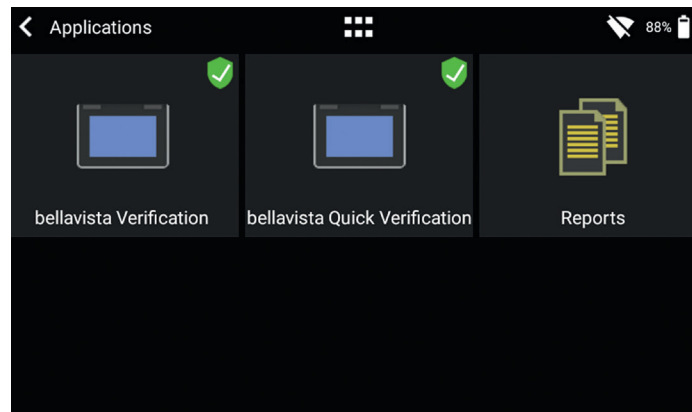 Applications
88%
bellavista Verification
bellavista Quick Verification
Reports